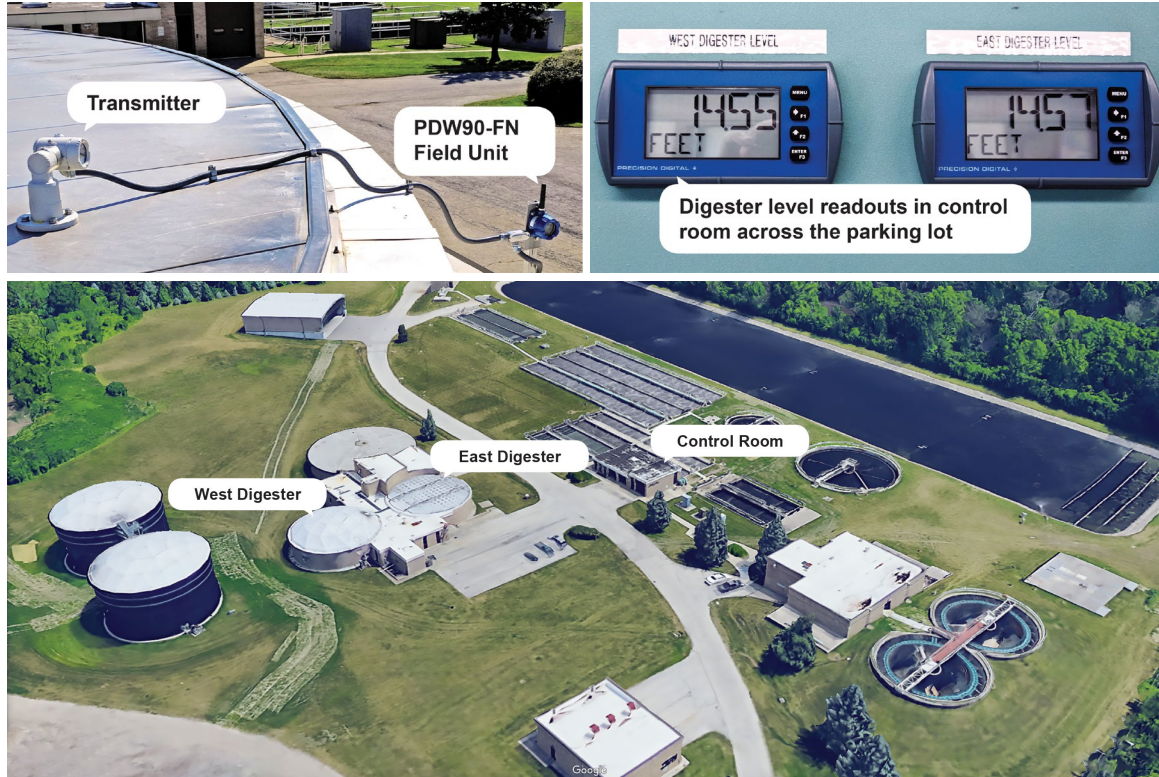 Transmitter
PDW90-FN
Field Unit
WEST DIGESTER LEVEL
EAST DIGESTER LEVEL
14.55
FEET
MENU
F1
F2
ENTER
F3
PRECISION DIGITAL
14.57
FEET
MENU
F1
F2
ENTER
F3
PRECISION DIGITAL
Digester level readouts in control
room across the parking lot
Control Room
East Digester
West Digester
Google